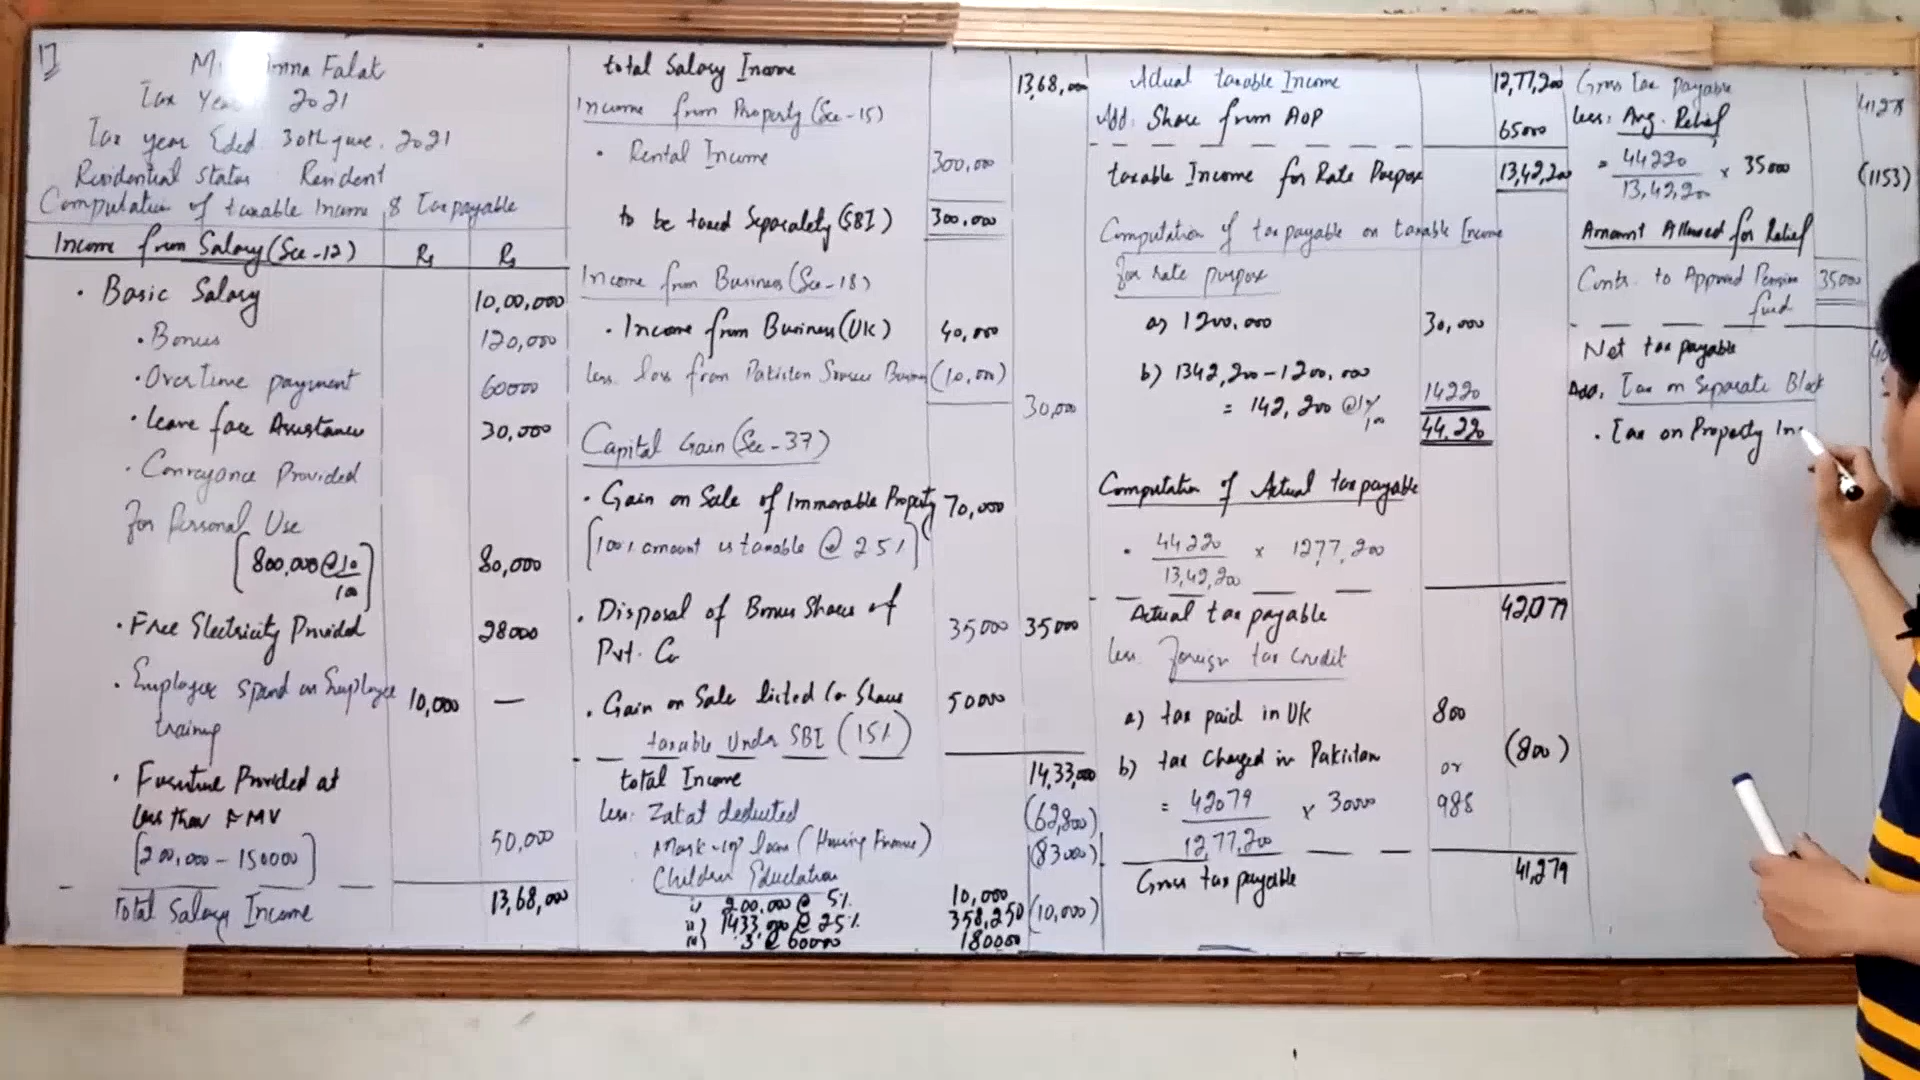 17
M Amna Falak
Tax Year 2021
Tax year Ended 30th June, 2021
Residential Status Resident
Computation of taxable Income & Tax payable
Income from Salary (Sec-12) Rs Rs
• Basic Salary 10,00,000
• Bonus 120,000
• Over Time payment 60000
• Leave fare Assistance 30,000
• Conveyance Provided
For Personal Use
[800,000 @ 10/100] 80,000
• Free Electricity Provided 28000
• Employer spend on Employee 10,000 —
training
• Furniture Provided at
less than FMV
[200,000 - 150000] 50,000
Total Salary Income 13,68,000
total Salary Income 13,68,000
Income from Property (Sec-15)
• Rental Income 300,000
to be taxed Separately (SBI) 300,000
Income from Business (Sec-18)
• Income from Business (UK) 40,000
Less. loss from Pakistan Source Business (10,000)
30,000
Capital Gain (Sec-37)
• Gain on Sale of Immovable Property 70,000
[100% amount is taxable @ 25%]
• Disposal of Bonus Shares of 35000 35000
Pvt. Co
• Gain on Sale listed Co Shares 50000
taxable Under SBI (15%)
total Income 14,33,000
less: Zakat deducted (62,800)
• Mark-up loan (Housing Finance) (83000)
• Children Education
i) 200,000 @ 5% 10,000
ii) 1433,000 @ 25% 358,250 (10,000)
iii) 3 @ 60000 180000
Actual taxable Income 12,77,200
Add: Share from AOP 65000
taxable Income for Rate Purpose 13,42,200
Computation of tax payable on taxable Income
For rate purpose
a) 1200,000 30,000
b) 1342,200 - 1200,000
= 142,200 @ 10/100 14220
44,220
Computation of Actual tax payable
• 44220/13,42,200 × 1277,200
Actual tax payable 42,079
less Foreign tax credit
a) tax paid in UK 800
(800)
b) tax Charged in Pakistan or
= 42079/12,77,200 × 30000 988
Gross tax payable 41,279
Gross Tax payable 41279
less: Avg. Relief
= 44220/13,42,200 × 35000 (1153)
Amount Allowed for Relief
Contr. to Approved Pension 35000
fund
Net tax payable 40
Add. Tax on Separate Block
• Tax on Property Inc